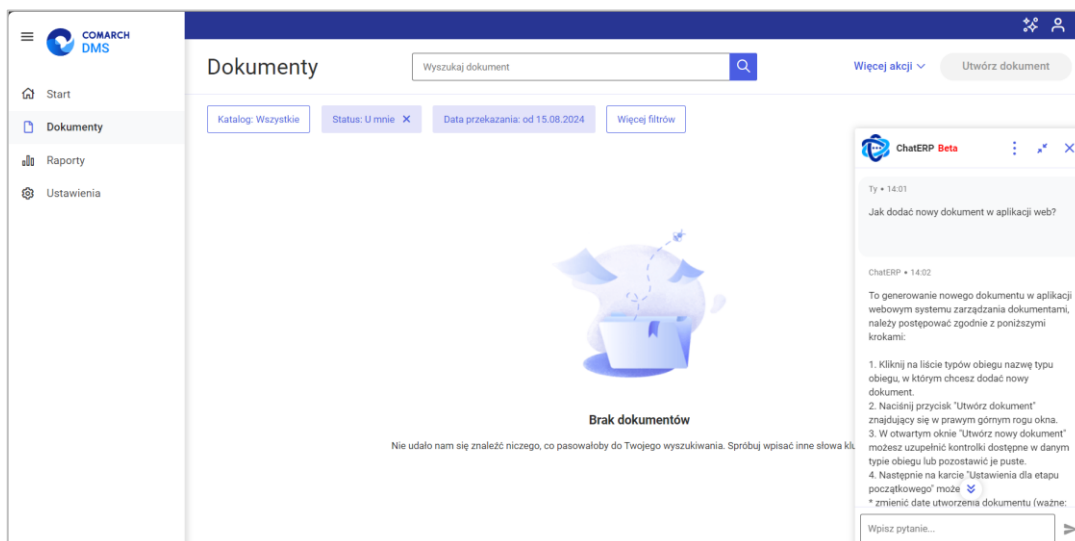 COMARCH
DMS
Start
Dokumenty
Raporty
Ustawienia
Dokumenty
Wyszukaj dokument
Więcej akcji
Utwórz dokument
Katalog: Wszystkie
Status: U mnie
Data przekazania: od 15.08.2024
Więcej filtrów
Brak dokumentów
Nie udało nam się znaleźć niczego, co pasowałoby do Twojego wyszukiwania. Spróbuj wpisać inne słowa
ChatERP Beta
Ty • 14:01
Jak dodać nowy dokument w aplikacji web?
ChatERP • 14:02
To generowanie nowego dokumentu w aplikacji
webowym systemu zarządzania dokumentami,
należy postępować zgodnie z poniższymi
krokami:
1. Kliknij na liście typów obiegu nazwę typu
obiegu, w którym chcesz dodać nowy
dokument.
2. Naciśnij przycisk "Utwórz dokument"
znajdujący się w prawym górnym rogu okna.
3. W otwartym oknie "Utwórz nowy dokument"
możesz uzupełnić kontrolki dostępne w danym
typie obiegu lub pozostawić je puste.
4. Następnie na karcie "Ustawienia dla etapu
początkowego" może
* zmienić datę utworzenia dokumentu (ważne:
Wpisz pytanie...